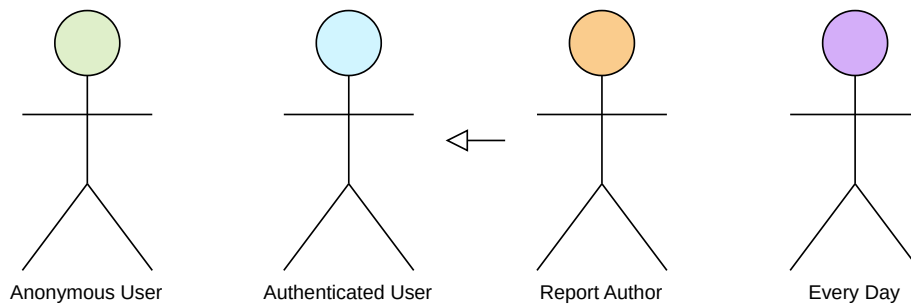 Anonymous User
Authenticated User
Report Author
Every Day